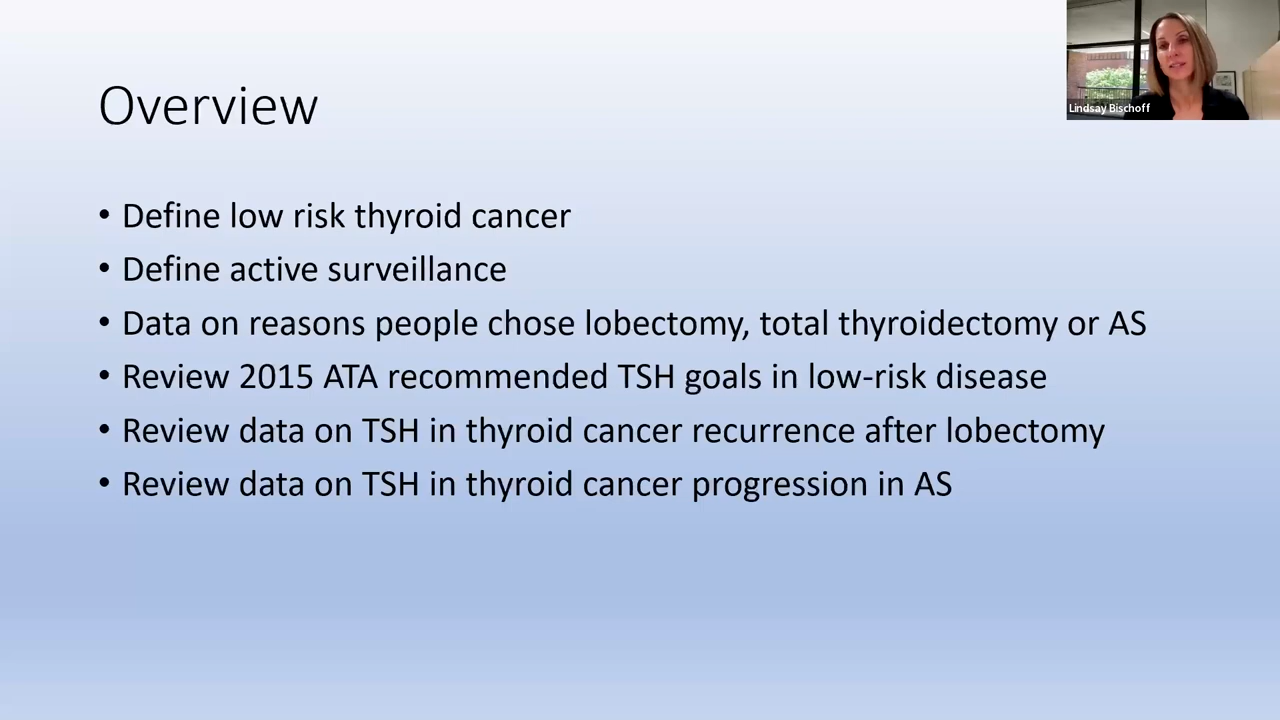 Overview
Lindsay Bischoff
• Define low risk thyroid cancer
• Define active surveillance
• Data on reasons people chose lobectomy, total thyroidectomy or AS
• Review 2015 ATA recommended TSH goals in low-risk disease
• Review data on TSH in thyroid cancer recurrence after lobectomy
• Review data on TSH in thyroid cancer progression in AS